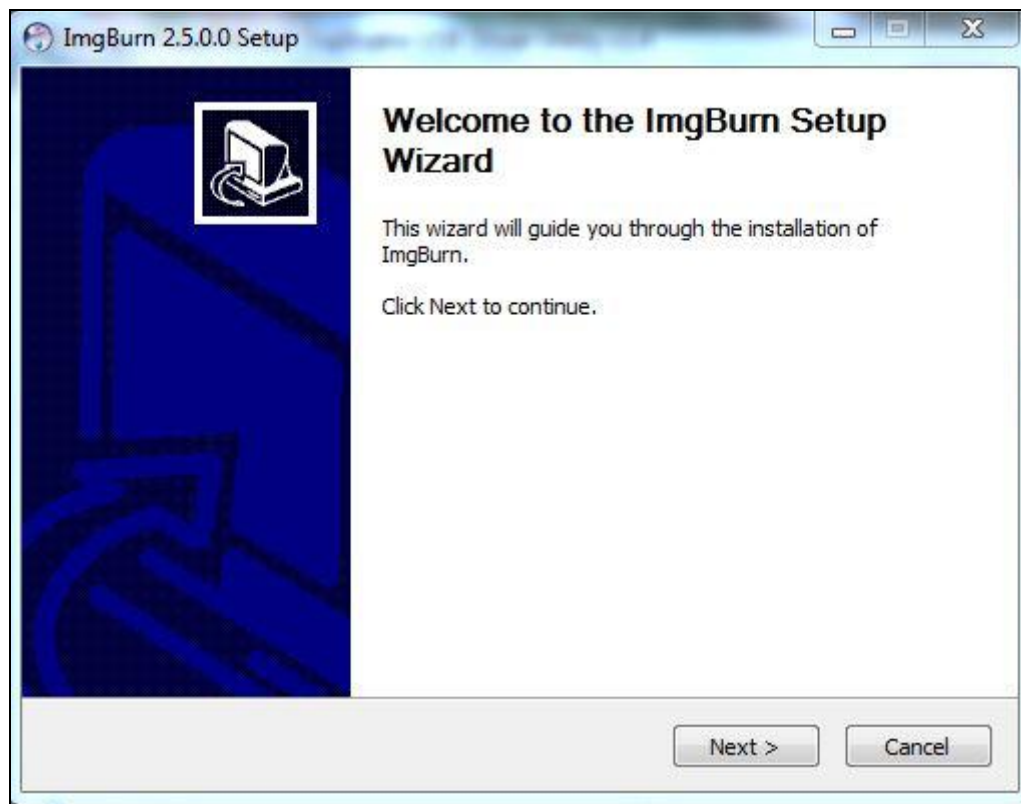 ImgBurn 2.5.0.0 Setup
Welcome to the ImgBurn Setup
Wizard
This wizard will guide you through the installation of
ImgBurn.
Click Next to continue.
Next >
Cancel